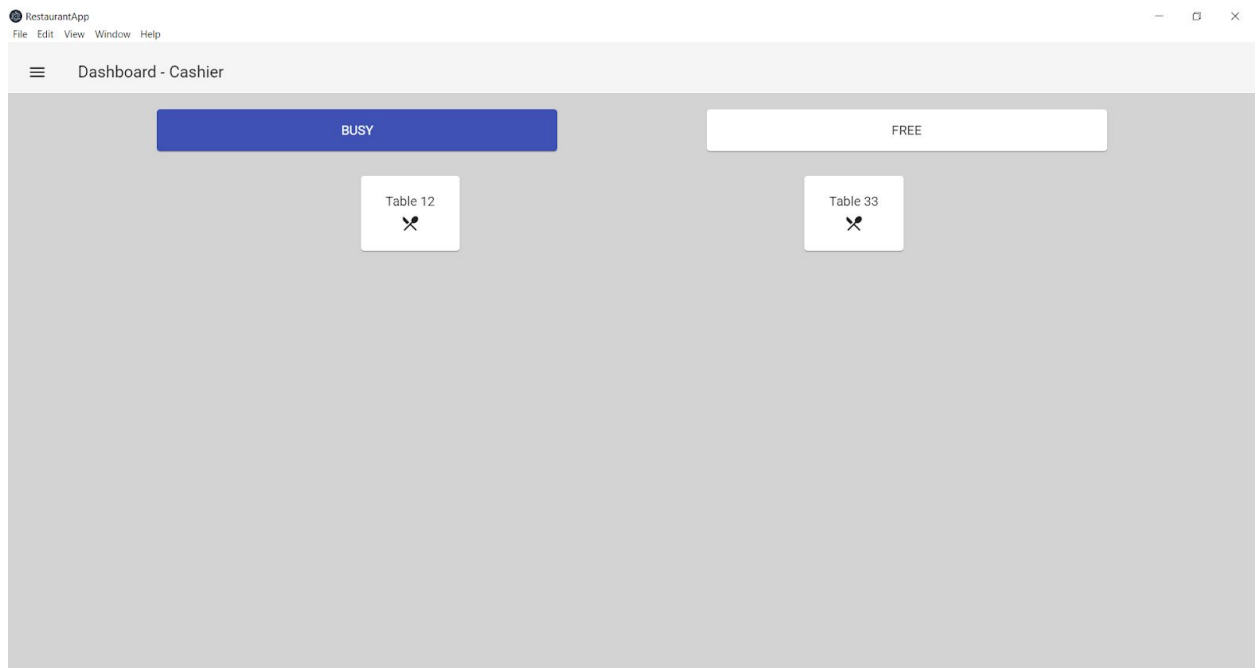 RestaurantApp
File Edit View Window Help
Dashboard - Cashier
BUSY
FREE
Table 12
Table 33